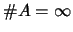 #A = ∞